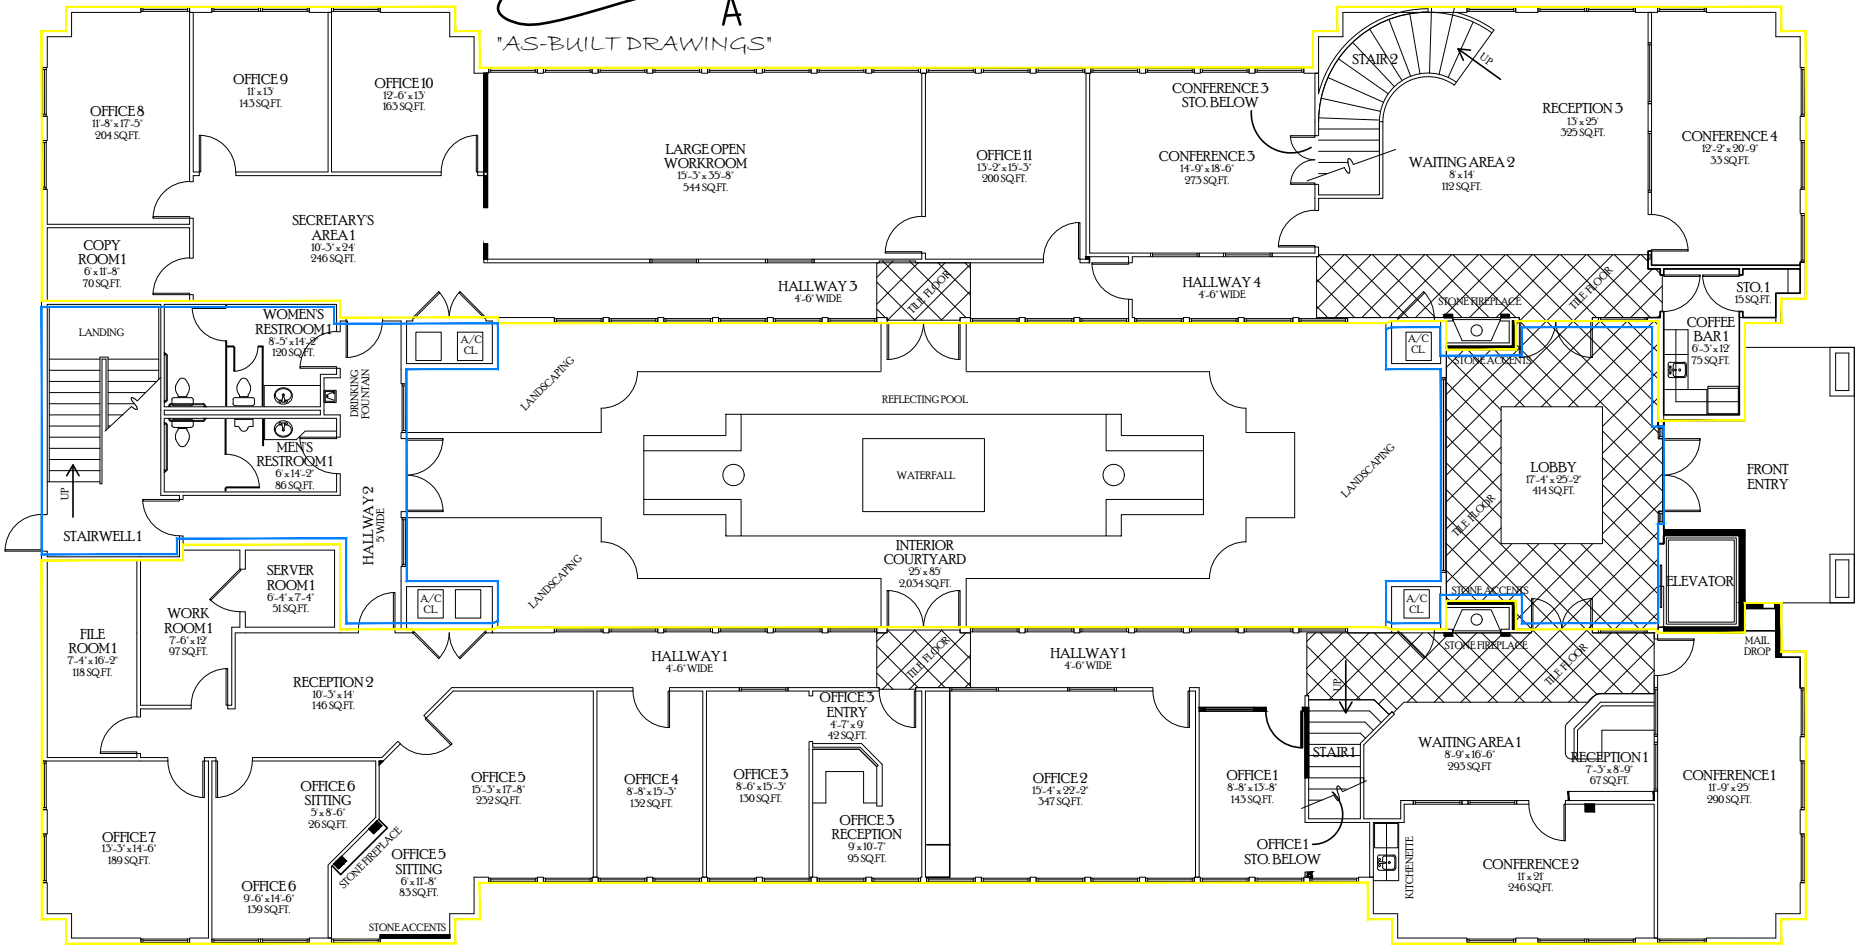 A
"AS-BUILT DRAWINGS"
OFFICE 8
11'-8" x 17'-5"
204 SQ.FT.
OFFICE 9
11' x 13'
143 SQ.FT.
OFFICE 10
12'-6" x 13'
163 SQ.FT.
LARGE OPEN
WORKROOM
15'-3" x 35'-8"
544 SQ.FT.
OFFICE 11
13'-2" x 15'-3"
200 SQ.FT.
CONFERENCE 3
STO. BELOW
CONFERENCE 3
14'-9" x 18'-6"
273 SQ.FT.
STAIR 2
UP
WAITING AREA 2
8' x 14'
112 SQ.FT.
RECEPTION 3
13' x 25'
325 SQ.FT.
CONFERENCE 4
12'-2" x 20'-9"
33 SQ.FT.
SECRETARY'S
AREA 1
10'-3" x 24'
246 SQ.FT.
COPY
ROOM 1
6' x 11'-8"
70 SQ.FT.
HALLWAY 3
4'-6" WIDE
TILE FLOOR
HALLWAY 4
4'-6" WIDE
STONE FIREPLACE
TILE FLOOR
STO. 1
15 SQ.FT.
COFFEE
BAR 1
6'-3" x 12'
75 SQ.FT.
LANDING
WOMEN'S
RESTROOM 1
8'-5" x 14'-2"
120 SQ.FT.
DRINKING
FOUNTAIN
A/C
CL.
LANDSCAPING
REFLECTING POOL
A/C
CL.
STONE ACCENTS
MEN'S
RESTROOM 1
6' x 14'-2"
86 SQ.FT.
UP
STAIRWELL 1
HALLWAY 2
5' WIDE
WATERFALL
LANDSCAPING
LOBBY
17'-4" x 25'-2"
414 SQ.FT.
TILE FLOOR
FRONT
ENTRY
INTERIOR
COURTYARD
25' x 85'
2,034 SQ.FT.
LANDSCAPING
A/C
CL.
A/C
CL.
STONE ACCENTS
ELEVATOR
FILE
ROOM 1
7'-4" x 16'-2"
118 SQ.FT.
WORK
ROOM 1
7'-6" x 12'
97 SQ.FT.
SERVER
ROOM 1
6'-4" x 7'-4"
51 SQ.FT.
RECEPTION 2
10'-3" x 14'
146 SQ.FT.
HALLWAY 1
4'-6" WIDE
TILE FLOOR
HALLWAY 1
4'-6" WIDE
STONE FIREPLACE
TILE FLOOR
MAIL
DROP
OFFICE 7
13'-3" x 14'-6"
189 SQ.FT.
OFFICE 6
SITTING
5' x 8'-6"
26 SQ.FT.
OFFICE 6
9'-6" x 14'-6"
139 SQ.FT.
STONE FIREPLACE
OFFICE 5
15'-3" x 17'-8"
232 SQ.FT.
OFFICE 5
SITTING
6' x 11'-8"
83 SQ.FT.
STONE ACCENTS
OFFICE 4
8'-8" x 15'-3"
132 SQ.FT.
OFFICE 3
8'-6" x 15'-3"
130 SQ.FT.
OFFICE 3
ENTRY
4'-7" x 9'
42 SQ.FT.
OFFICE 3
RECEPTION
9' x 10'-7"
95 SQ.FT.
OFFICE 2
15'-4" x 22'-2"
347 SQ.FT.
OFFICE 1
8'-8" x 13'-8"
143 SQ.FT.
OFFICE 1
STO. BELOW
UP
STAIR 1
WAITING AREA 1
8'-9" x 16'-6"
293 SQ.FT
RECEPTION 1
7'-3" x 8'-9"
67 SQ.FT.
KITCHENEITE
CONFERENCE 2
11' x 21'
246 SQ.FT.
CONFERENCE 1
11'-9" x 25'
290 SQ.FT.